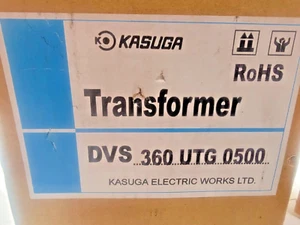 KASUGA
RoHS
Transformer
DVS 360 UTG 0500
KASUGA ELECTRIC WORKS LTD.